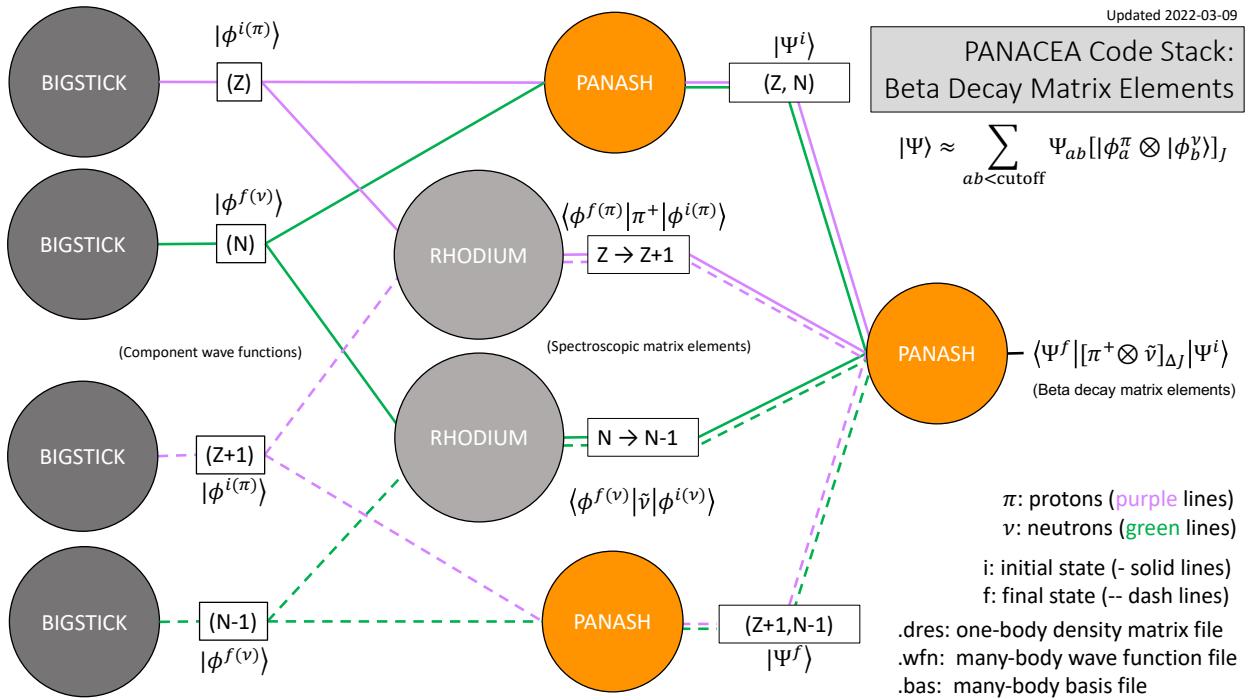 Updated 2022-03-09
PANACEA Code Stack:
Beta Decay Matrix Elements
|Ψ⟩ ≈ ∑_{ab<cutoff} Ψ_{ab}[|ϕ_a^π ⊗ |ϕ_b^ν⟩]_J
|ϕ^{i(π)}⟩
BIGSTICK
(Z)
PANASH
|Ψ^i⟩
(Z, N)
|ϕ^{f(ν)}⟩
BIGSTICK
(N)
⟨ϕ^{f(π)}|π^+|ϕ^{i(π)}⟩
RHODIUM
Z → Z+1
(Component wave functions)
(Spectroscopic matrix elements)
PANASH
⟨Ψ^f|[π^+ ⊗ ν̃]_{ΔJ}|Ψ^i⟩
(Beta decay matrix elements)
RHODIUM
N → N-1
⟨ϕ^{f(ν)}|ν̃|ϕ^{i(ν)}⟩
BIGSTICK
(Z+1)
|ϕ^{i(π)}⟩
BIGSTICK
(N-1)
|ϕ^{f(ν)}⟩
PANASH
(Z+1,N-1)
|Ψ^f⟩
π: protons (purple lines)
ν: neutrons (green lines)
i: initial state (- solid lines)
f: final state (-- dash lines)
.dres: one-body density matrix file
.wfn: many-body wave function file
.bas: many-body basis file